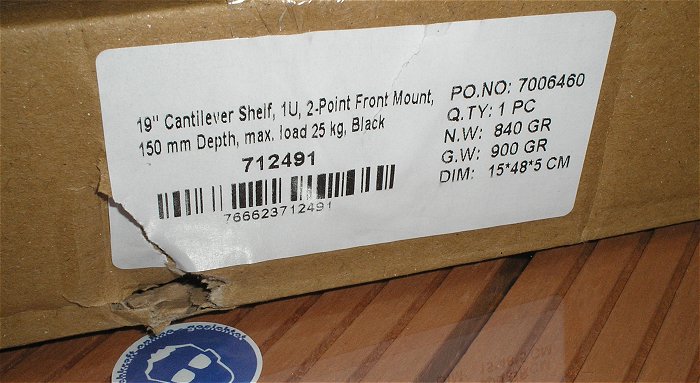 19" Cantilever Shelf, 1U, 2-Point Front Mount,
150 mm Depth, max. load 25 kg, Black
712491
766623712491
PO.NO: 7006460
Q.TY: 1 PC
N.W: 840 GR
G.W: 900 GR
DIM: 15*48*5 CM
gesichtet